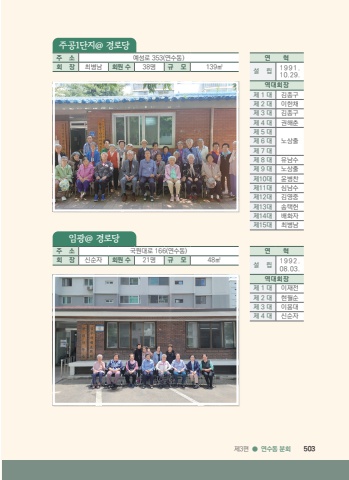 주공1단지@ 경로당
주 소 예성로 353(연수동)
회 장 최병남 회원수 38명 규 모 139㎡
연 혁
설 립 1991.
10.29.
역대회장
제 1 대 김종구
제 2 대 이한재
제 3 대 김종구
제 4 대 권혜춘
제 5 대
제 6 대 노상출
제 7 대
제 8 대 유남수
제 9 대 노상출
제10대 윤병찬
제11대 심남수
제12대 김영중
제13대 송택헌
제14대 배화자
제15대 최병남
임광@ 경로당
주 소 국원대로 166(연수동)
회 장 신순자 회원수 21명 규 모 48㎡
연 혁
설 립 1992.
08.03.
역대회장
제 1 대 이재전
제 2 대 한월순
제 3 대 이용대
제 4 대 신순자
제3편 ● 연수동 문화 503